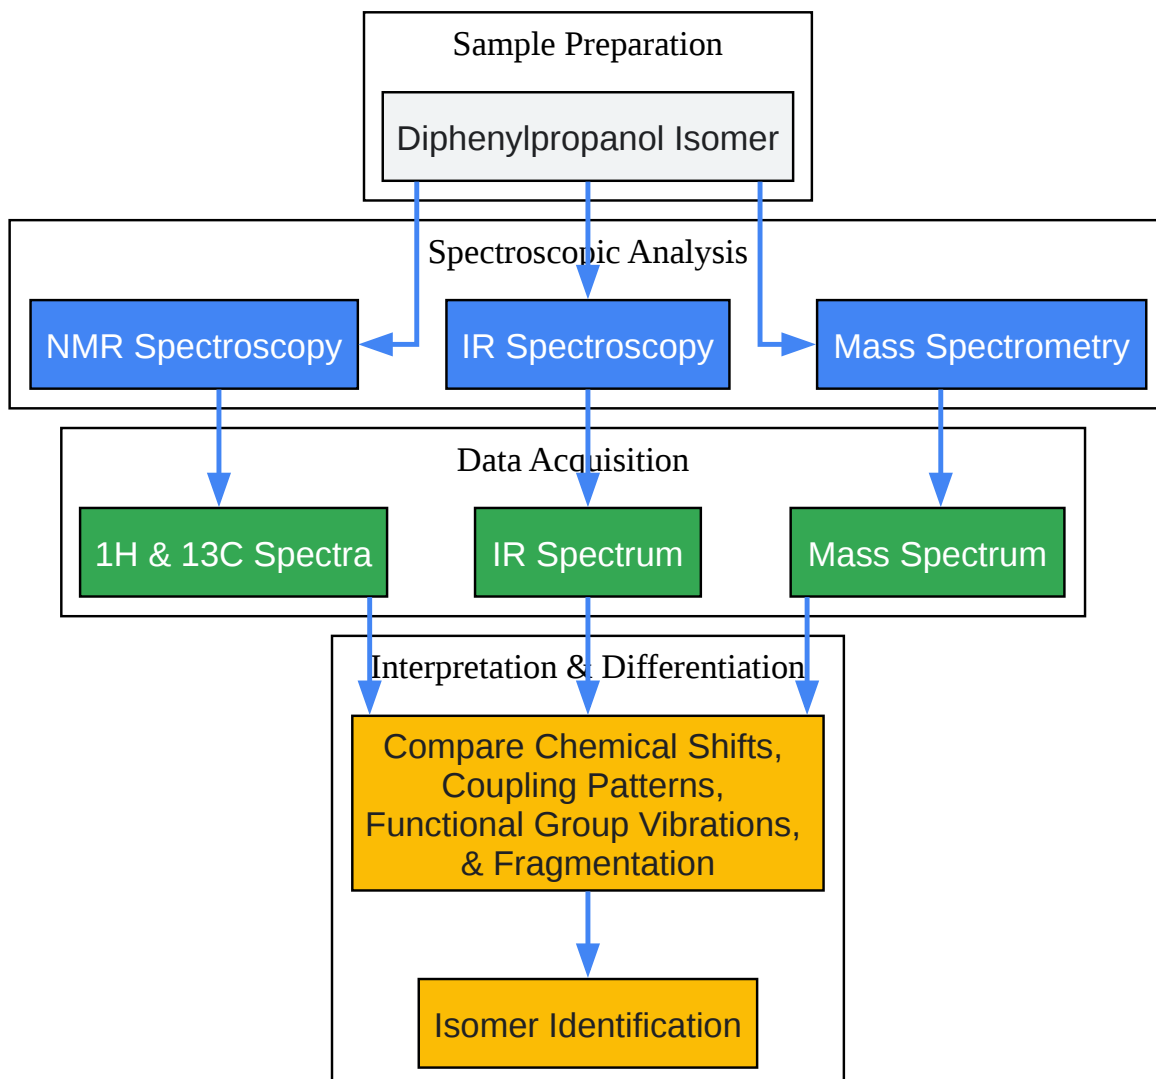 Sample Preparation
Diphenylpropanol Isomer
Spectroscopic Analysis
NMR Spectroscopy
IR Spectroscopy
Mass Spectrometry
Data Acquisition
1H & 13C Spectra
IR Spectrum
Mass Spectrum
Interpretation & Differentiation
Compare Chemical Shifts,
Coupling Patterns,
Functional Group Vibrations,
& Fragmentation
Isomer Identification